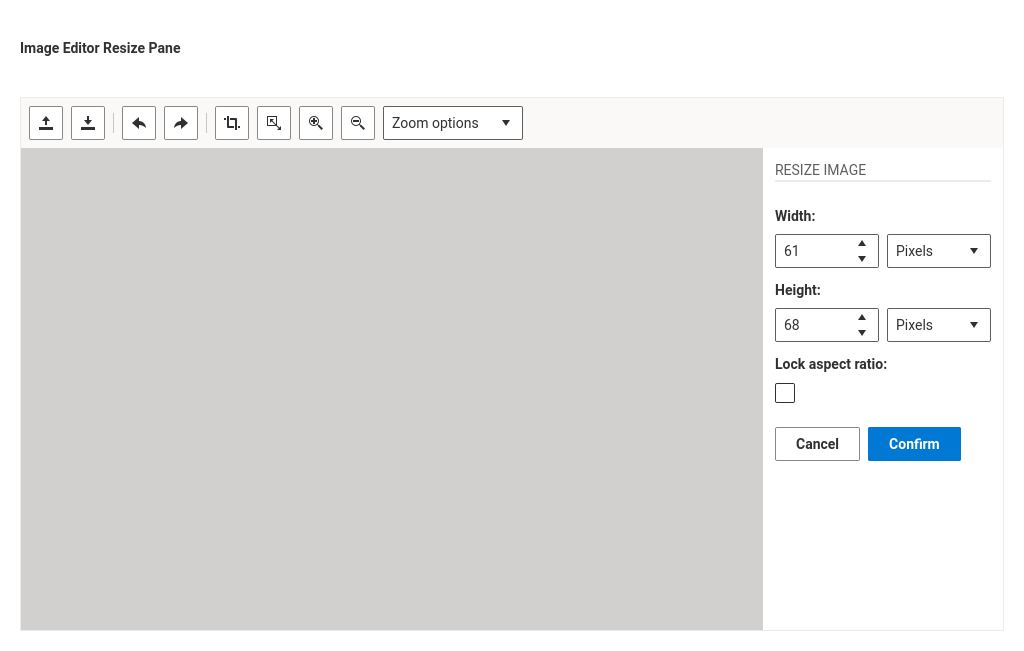 Image Editor Resize Pane
Zoom options
RESIZE IMAGE
Width:
61 Pixels
Height:
68 Pixels
Lock aspect ratio:
Cancel Confirm